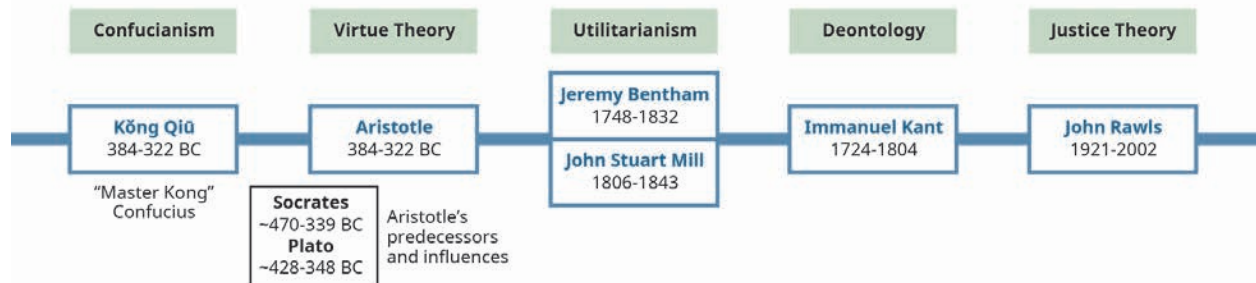 Confucianism
Virtue Theory
Utilitarianism
Deontology
Justice Theory
Kǒng Qiū
384-322 BC
"Master Kong"
Confucius
Aristotle
384-322 BC
Socrates
~470-339 BC
Plato
~428-348 BC
Aristotle's
predecessors
and influences
Jeremy Bentham
1748-1832
John Stuart Mill
1806-1843
Immanuel Kant
1724-1804
John Rawls
1921-2002